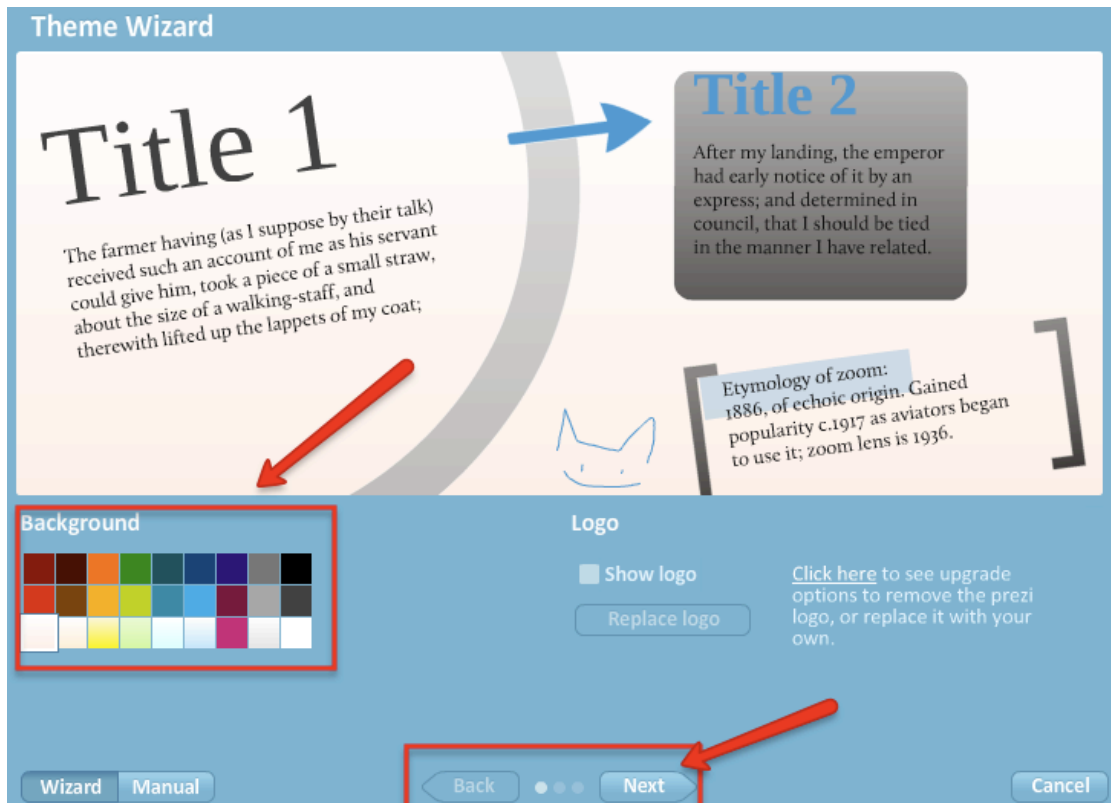 Theme Wizard
Title 1
The farmer having (as I suppose by their talk)
received such an account of me as his servant
could give him, took a piece of a small straw,
about the size of a walking-staff, and
therewith lifted up the lappets of my coat;
Title 2
After my landing, the emperor
had early notice of it by an
express; and determined in
council, that I should be tied
in the manner I have related.
Etymology of zoom:
1886, of echoic origin. Gained
popularity c.1917 as aviators began
to use it; zoom lens is 1936.
Background
Logo
Show logo
Replace logo
Click here to see upgrade
options to remove the prezi
logo, or replace it with your
own.
Wizard
Manual
Back
Next
Cancel